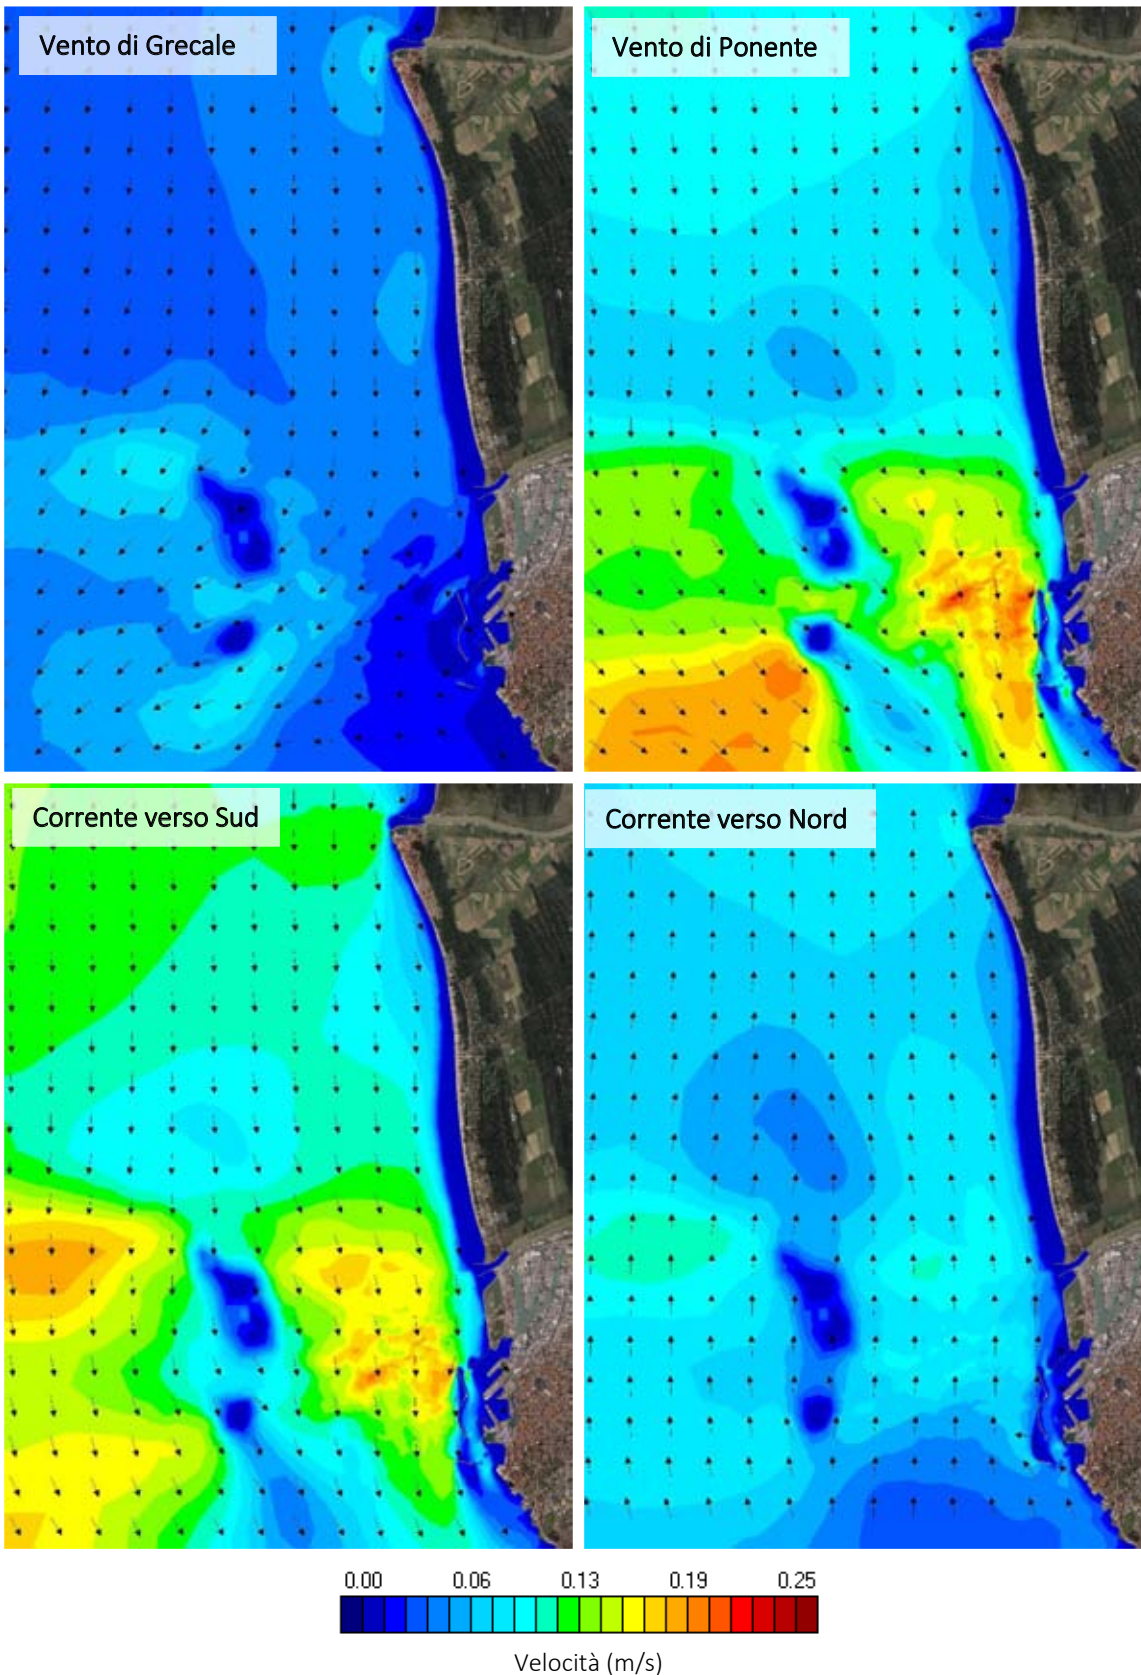 Vento di Grecale
Vento di Ponente
Corrente verso Sud
Corrente verso Nord
0.00 0.06 0.13 0.19 0.25
Velocità (m/s)